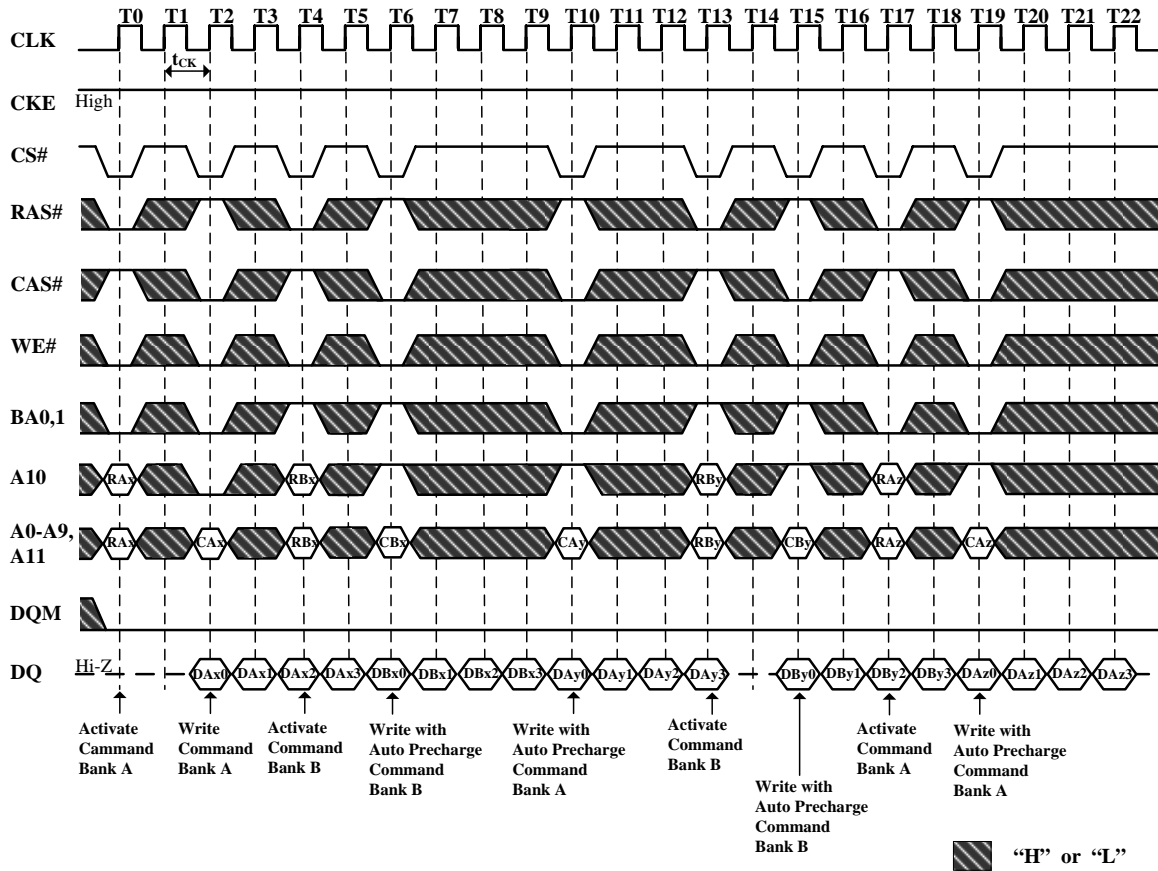 T0 T1 T2 T3 T4 T5 T6 T7 T8 T9 T10 T11 T12 T13 T14 T15 T16 T17 T18 T19 T20 T21 T22
CLK
tCK
CKE High
CS#
RAS#
CAS#
WE#
BA0,1
A10 RAx RBx RBy RAz
A0-A9,
A11
RAx CAx RBx CBx CAy RBy CBy RAz CAz
DQM
DQ Hi-Z DAx0 DAx1 DAx2 DAx3 DBx0 DBx1 DBx2 DBx3 DAy0 DAy1 DAy2 DAy3 DBy0 DBy1 DBy2 DBy3 DAz0 DAz1 DAz2 DAz3
Activate
Cammand
Bank A
Write
Command
Bank A
Activate
Command
Bank B
Write with
Auto Precharge
Command
Bank B
Write with
Auto Precharge
Command
Bank A
Activate
Command
Bank B
Write with
Auto Precharge
Command
Bank B
Activate
Command
Bank A
Write with
Auto Precharge
Command
Bank A
“H” or “L”